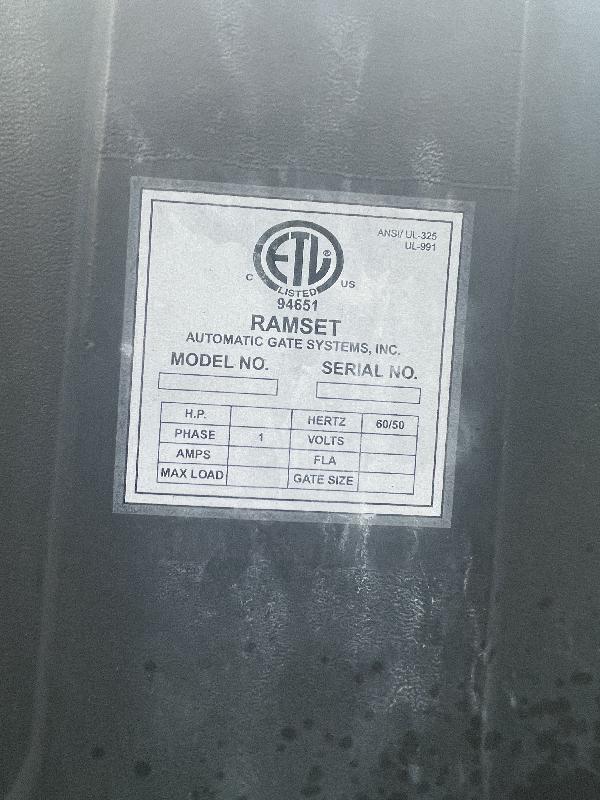 ANSI/ UL-325
UL-991
ETL®
C LISTED US
94651
RAMSET
AUTOMATIC GATE SYSTEMS, INC.
MODEL NO. SERIAL NO.
H.P. HERTZ 60/50
PHASE 1 VOLTS
AMPS FLA
MAX LOAD GATE SIZE